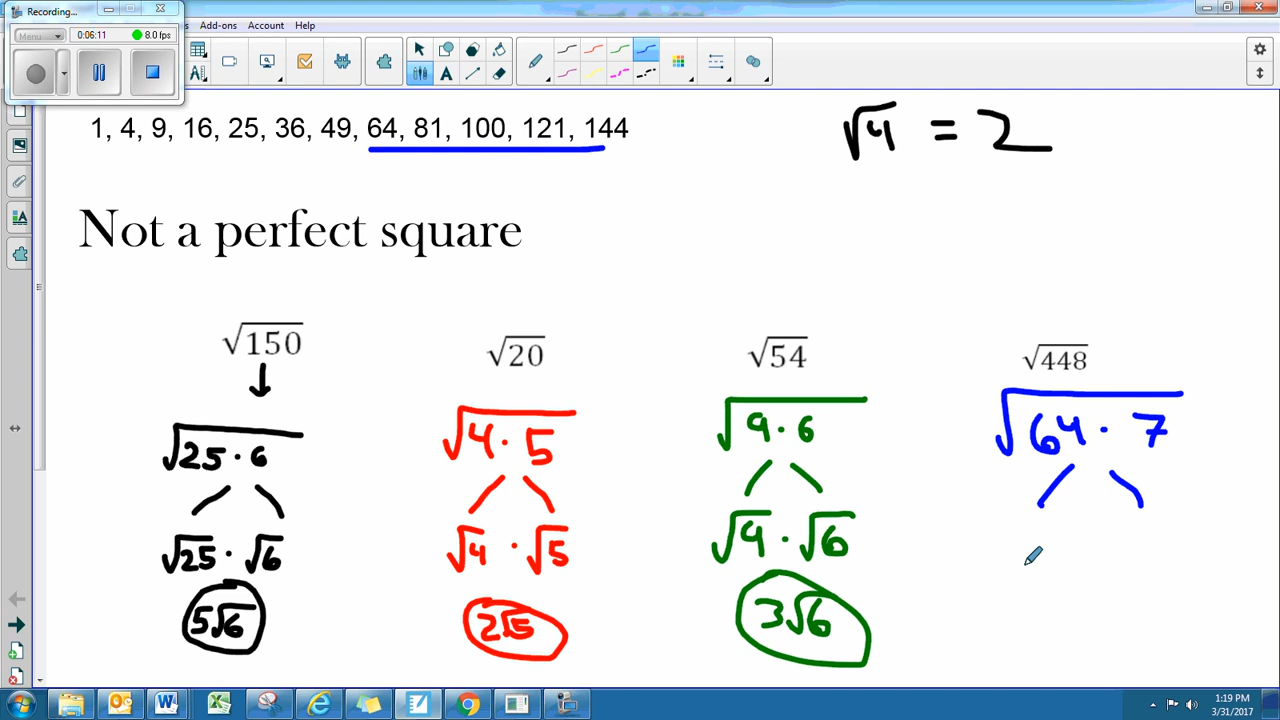 Recording...
Menu
0:06:11
8.0 fps
Add-ons Account Help
1, 4, 9, 16, 25, 36, 49, 64, 81, 100, 121, 144
√4 = 2
Not a perfect square
√150 √20 √54 √448
√25·6 √4·5 √9·6 √64·7
√25·√6 √4·√5 √9·√6
5√6 2√5 3√6
1:19 PM
3/31/2017